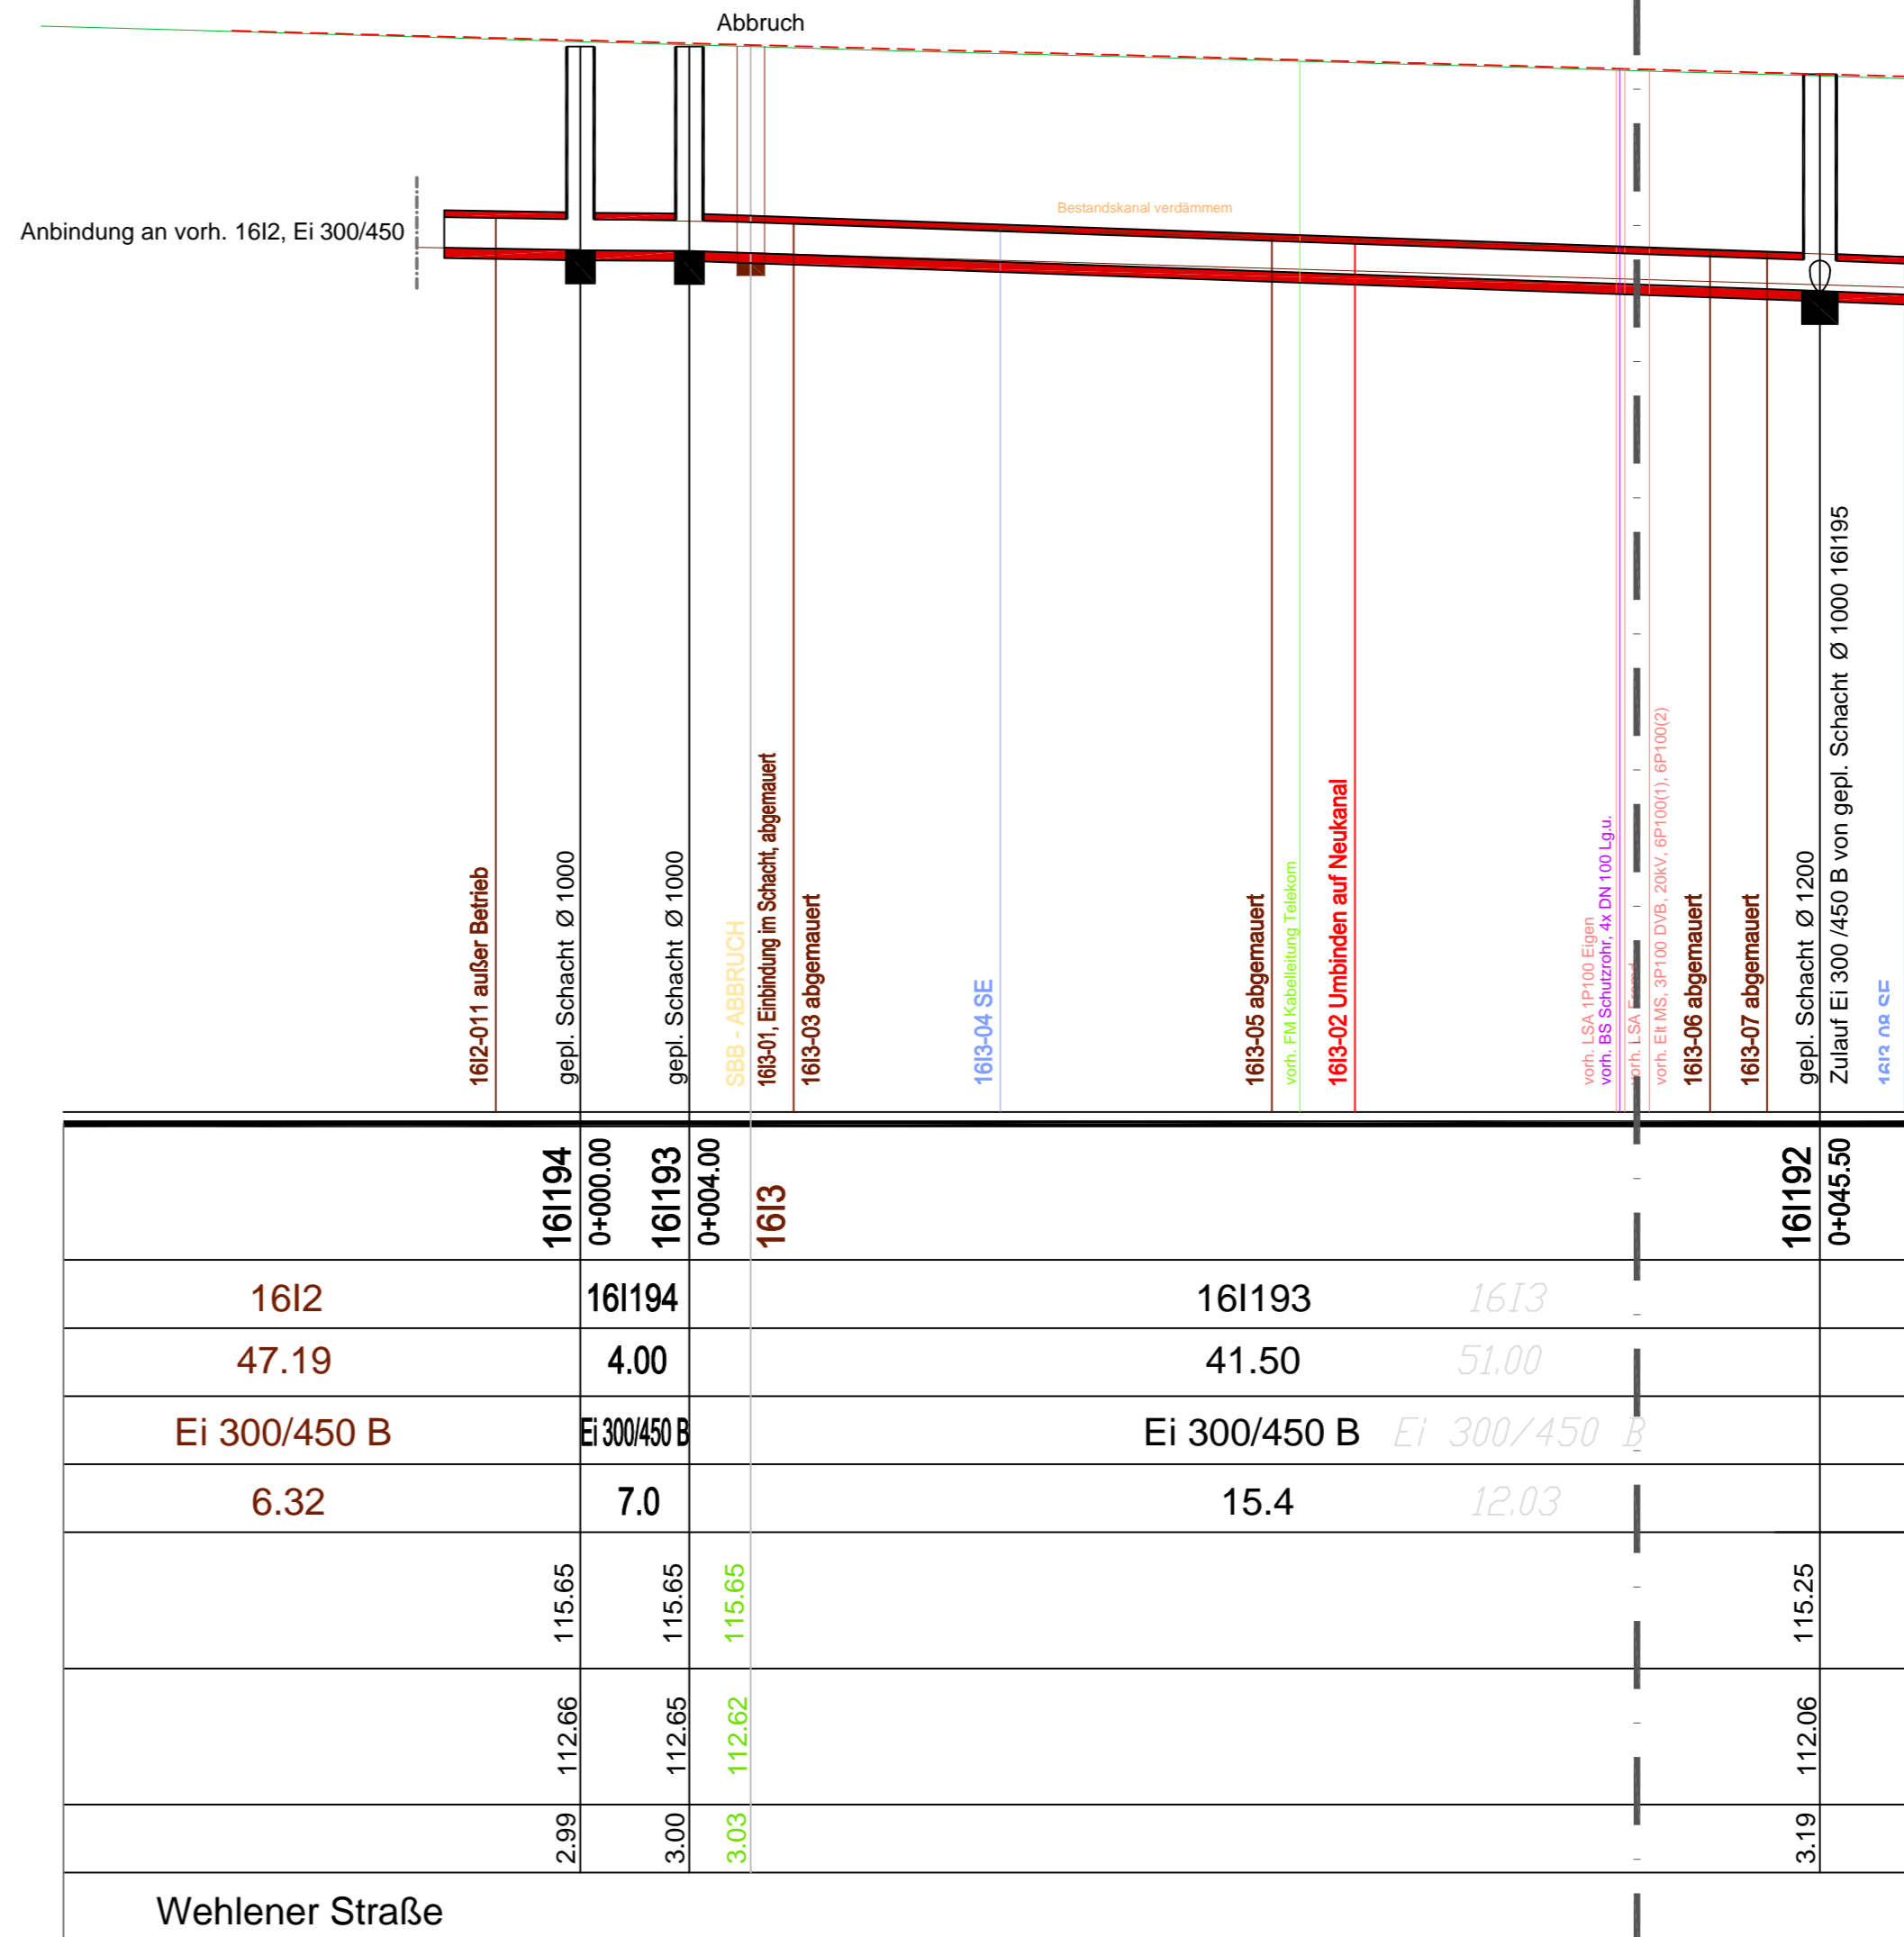 Abbruch
Anbindung an vorh. 16I2, Ei 300/450
Bestandskanal verdämmem
16I2-011 außer Betrieb
gepl. Schacht Ø 1000
gepl. Schacht Ø 1000
SBB - ABBRUCH
16I3-01, Einbindung im Schacht, abgemauert
16I3-03 abgemauert
16I3-04 SE
16I3-05 abgemauert
vorh. FM Kabelleitung Telekom
16I3-02 Umbinden auf Neukanal
vorh. LSA 1P100 Eigen
vorh. BS Schutzrohr, 4x DN 100 Lg.u.
vorh. LSA Fremd
vorh. Elt MS, 3P100 DVB, 20kV, 6P100(1), 6P100(2)
16I3-06 abgemauert
16I3-07 abgemauert
gepl. Schacht Ø 1200
Zulauf Ei 300 /450 B von gepl. Schacht Ø 1000 16I195
16I3-08 SE
16I194
0+000.00
16I193
0+004.00
16I3
16I192
0+045.50
16I2 16I194 16I193 16I3
47.19 4.00 41.50 51.00
Ei 300/450 B Ei 300/450 B Ei 300/450 B Ei 300/450 B
6.32 7.0 15.4 12.03
115.65 115.65 115.65 115.25
112.66 112.65 112.62 112.06
2.99 3.00 3.03 3.19
Wehlener Straße